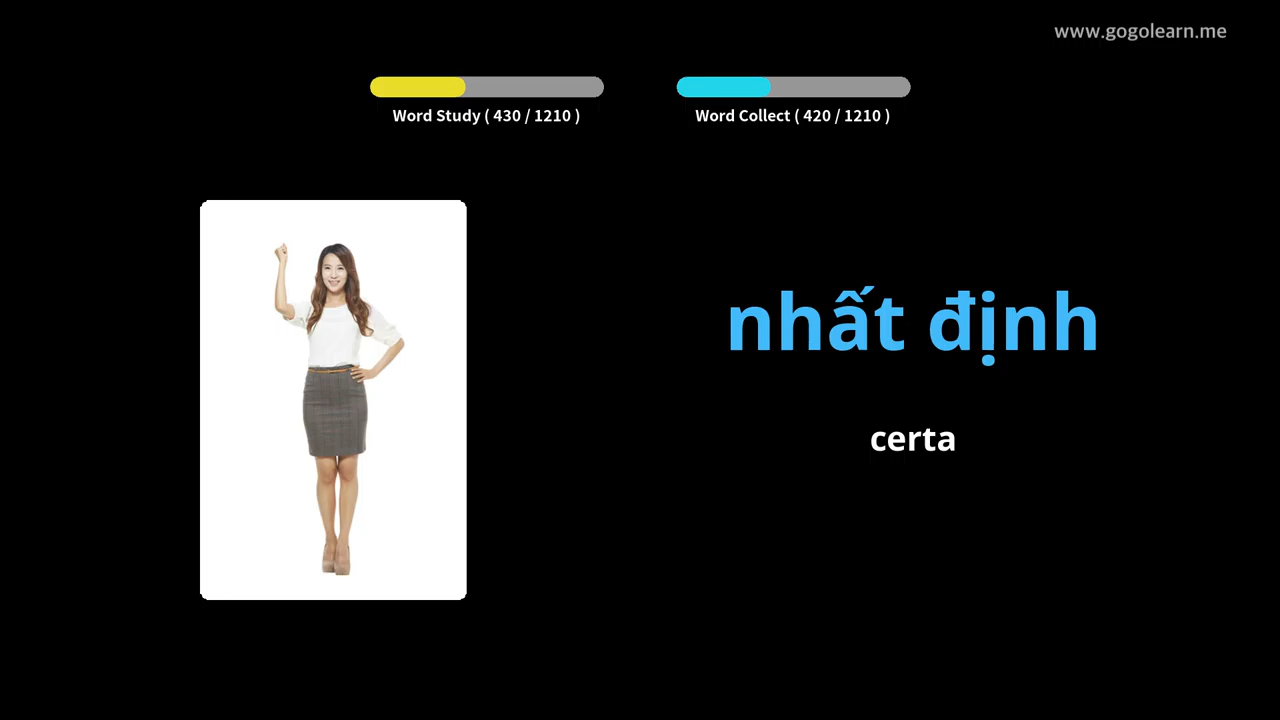 www.gogolearn.me
Word Study ( 430 / 1210 )
Word Collect ( 420 / 1210 )
nhất định
certa